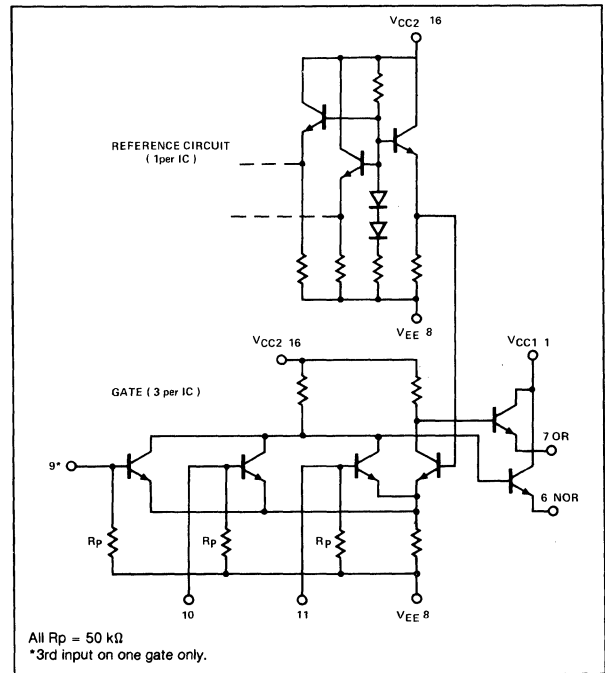 VCC2 16
REFERENCE CIRCUIT
( 1per IC )
VEE 8
VCC2 16
VCC1 1
GATE ( 3 per IC )
7 OR
9*
6 NOR
RP
RP
RP
10
11
VEE 8
All Rp = 50 kΩ
*3rd input on one gate only.